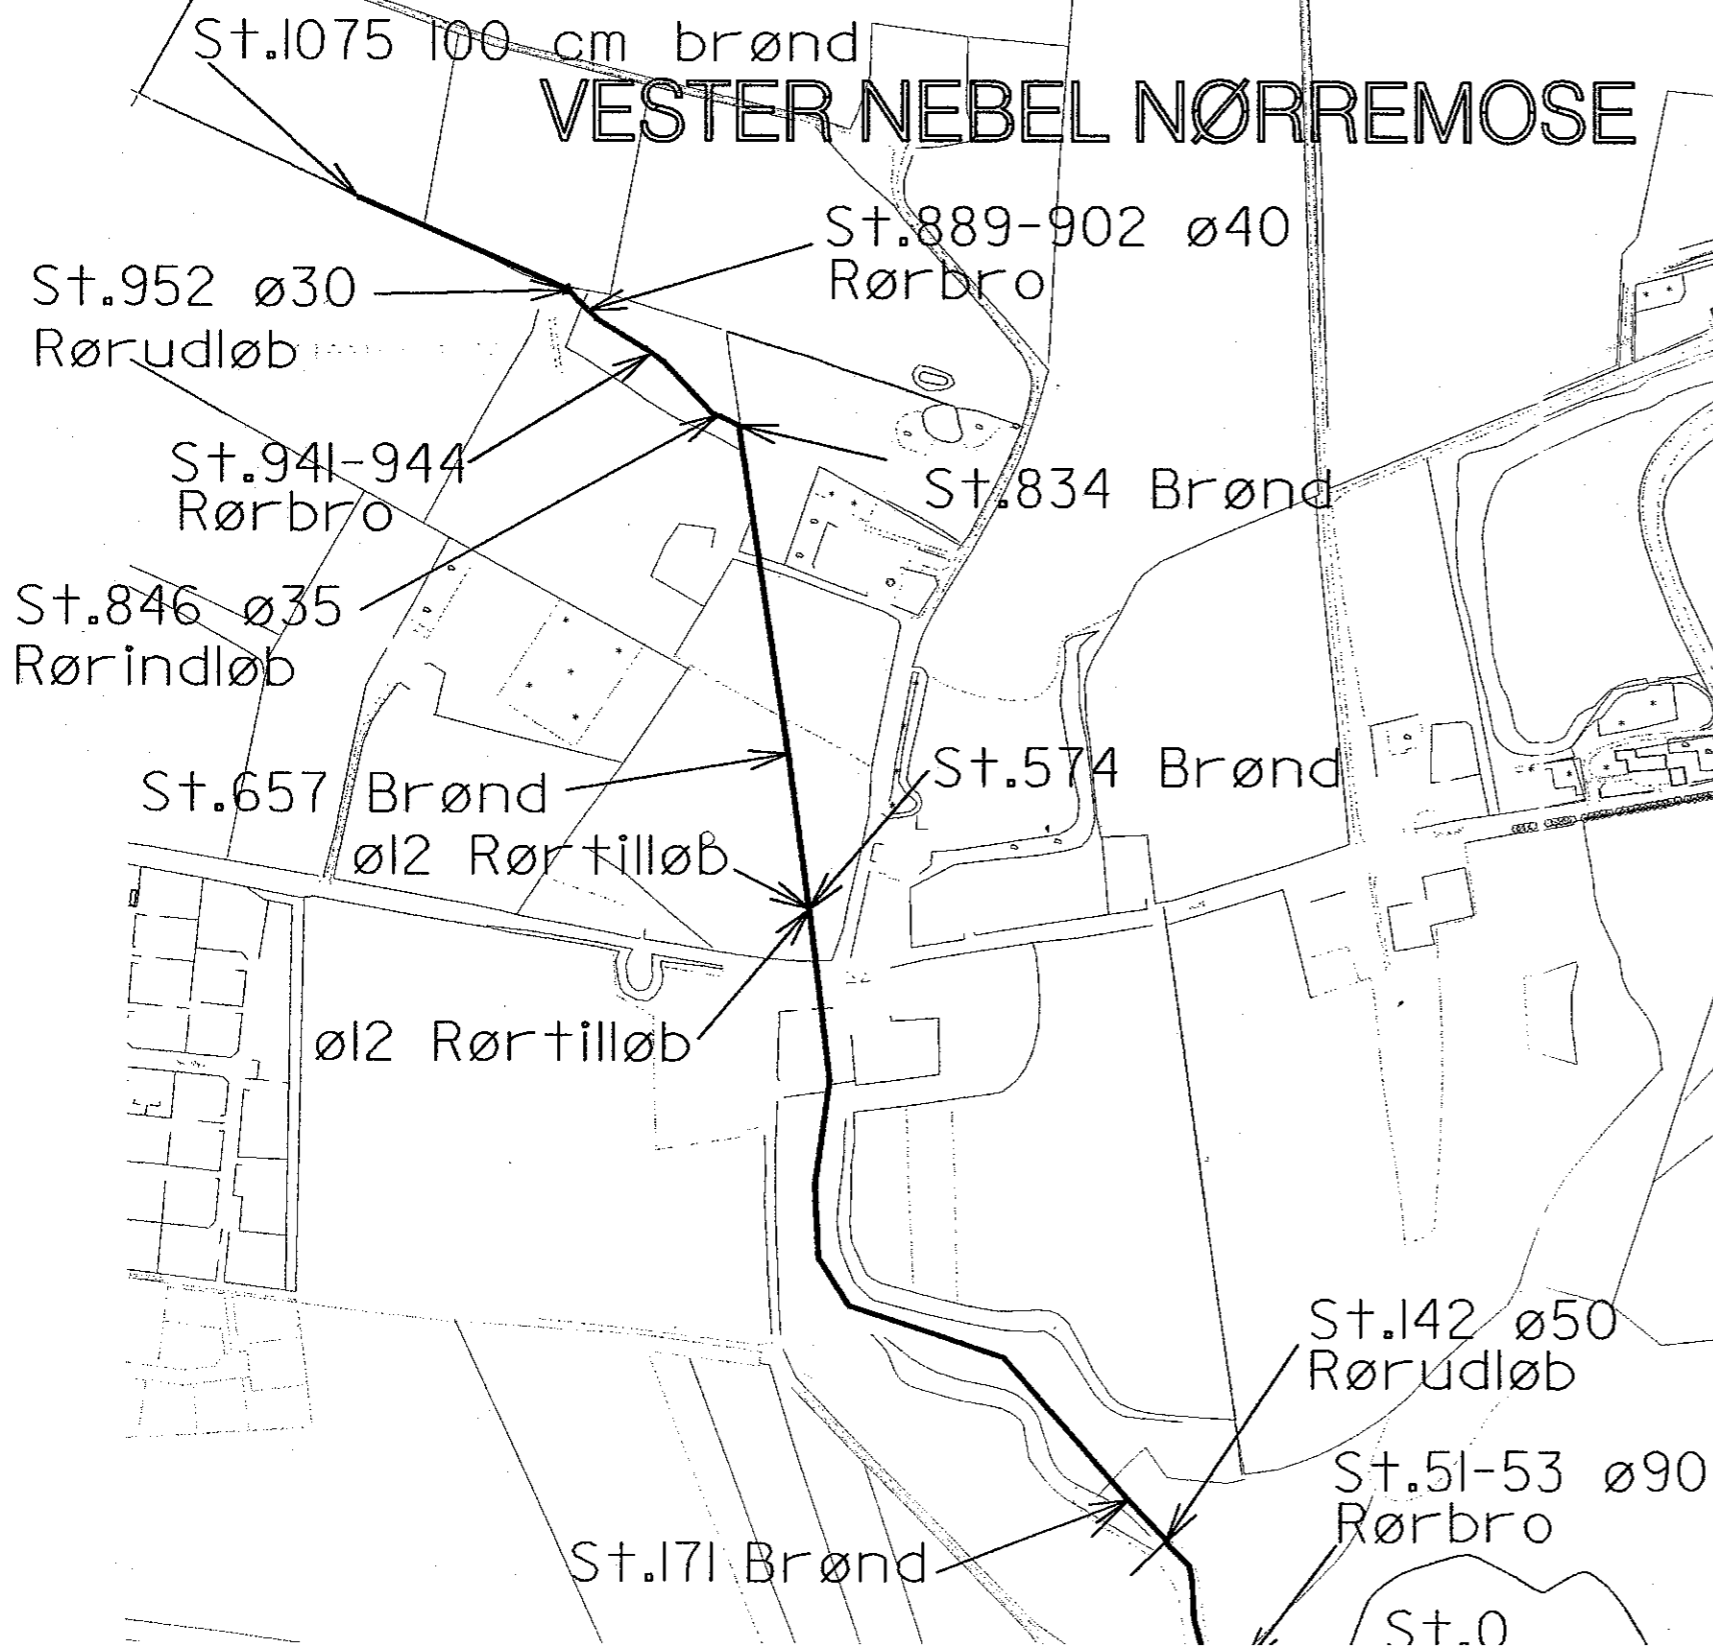 St.1075 100 cm brønd
VESTER NEBEL NØRREMOSE
St.889-902 ø40
Rørbro
St.952 ø30
Rørudløb
St.941-944
Rørbro
St.834 Brønd
St.846 ø35
Rørindløb
St.574 Brønd
St.657 Brønd
ø12 Rørtilløb
ø12 Rørtilløb
St.142 ø50
Rørudløb
St.51-53 ø90
Rørbro
St.171 Brønd
St.0